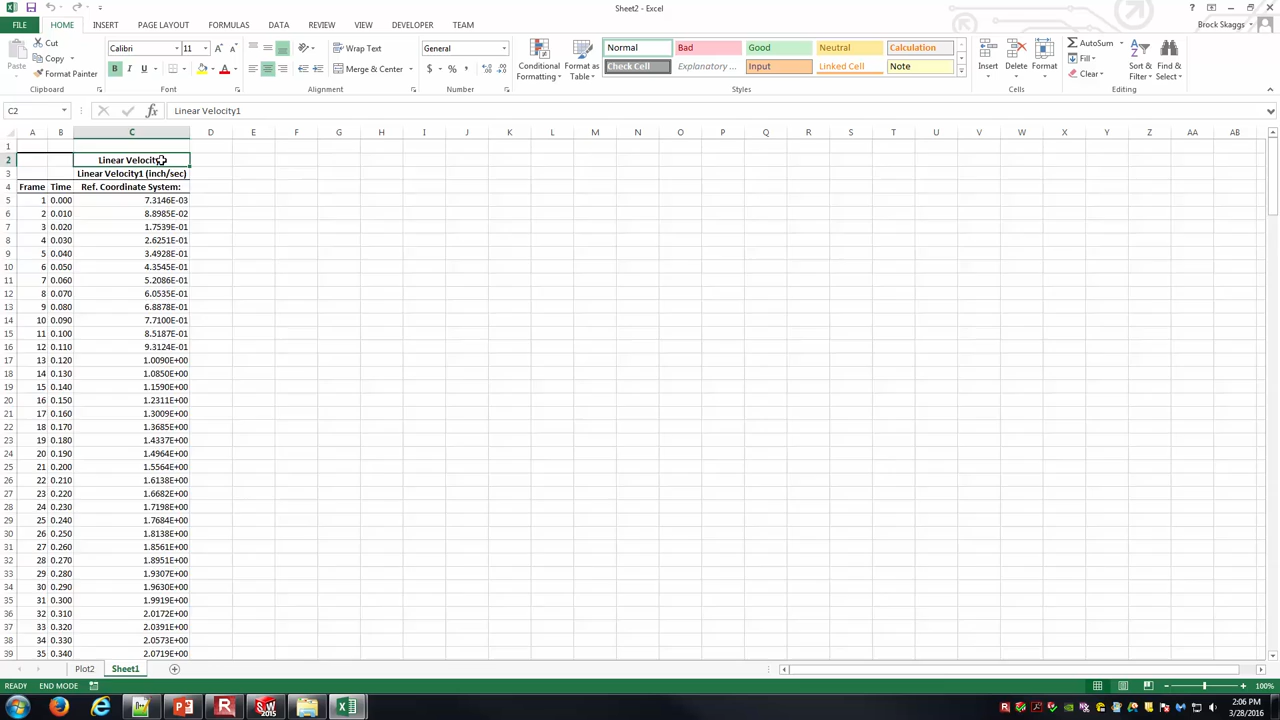 Sheet2 - Excel
FILE HOME INSERT PAGE LAYOUT FORMULAS DATA REVIEW VIEW DEVELOPER TEAM Brock Skaggs
Paste Cut Copy Format Painter Clipboard
Calibri 11 B I U A Font
Wrap Text Merge & Center Alignment
General $ % , Number
Conditional Formatting Format as Table
Normal Bad Good Neutral Calculation
Check Cell Explanatory ... Input Linked Cell Note
Styles
Insert Delete Format Cells
AutoSum Fill Clear Sort & Filter Find & Select Editing
C2 fx Linear Velocity1
A B C D E F G H I J K L M N O P Q R S T U V W X Y Z AA AB
1
2 Linear Velocity
3 Linear Velocity1 (inch/sec)
4 Frame Time Ref. Coordinate System:
5 1 0.000 7.3146E-03
6 2 0.010 8.8985E-02
7 3 0.020 1.7539E-01
8 4 0.030 2.6251E-01
9 5 0.040 3.4928E-01
10 6 0.050 4.3545E-01
11 7 0.060 5.2086E-01
12 8 0.070 6.0535E-01
13 9 0.080 6.8878E-01
14 10 0.090 7.7100E-01
15 11 0.100 8.5187E-01
16 12 0.110 9.3124E-01
17 13 0.120 1.0090E+00
18 14 0.130 1.0850E+00
19 15 0.140 1.1590E+00
20 16 0.150 1.2311E+00
21 17 0.160 1.3009E+00
22 18 0.170 1.3685E+00
23 19 0.180 1.4337E+00
24 20 0.190 1.4964E+00
25 21 0.200 1.5564E+00
26 22 0.210 1.6138E+00
27 23 0.220 1.6682E+00
28 24 0.230 1.7198E+00
29 25 0.240 1.7684E+00
30 26 0.250 1.8138E+00
31 27 0.260 1.8561E+00
32 28 0.270 1.8951E+00
33 29 0.280 1.9307E+00
34 30 0.290 1.9630E+00
35 31 0.300 1.9919E+00
36 32 0.310 2.0172E+00
37 33 0.320 2.0391E+00
38 34 0.330 2.0573E+00
39 35 0.340 2.0719E+00
Plot2 Sheet1
READY END MODE 100%
2:06 PM
3/28/2016